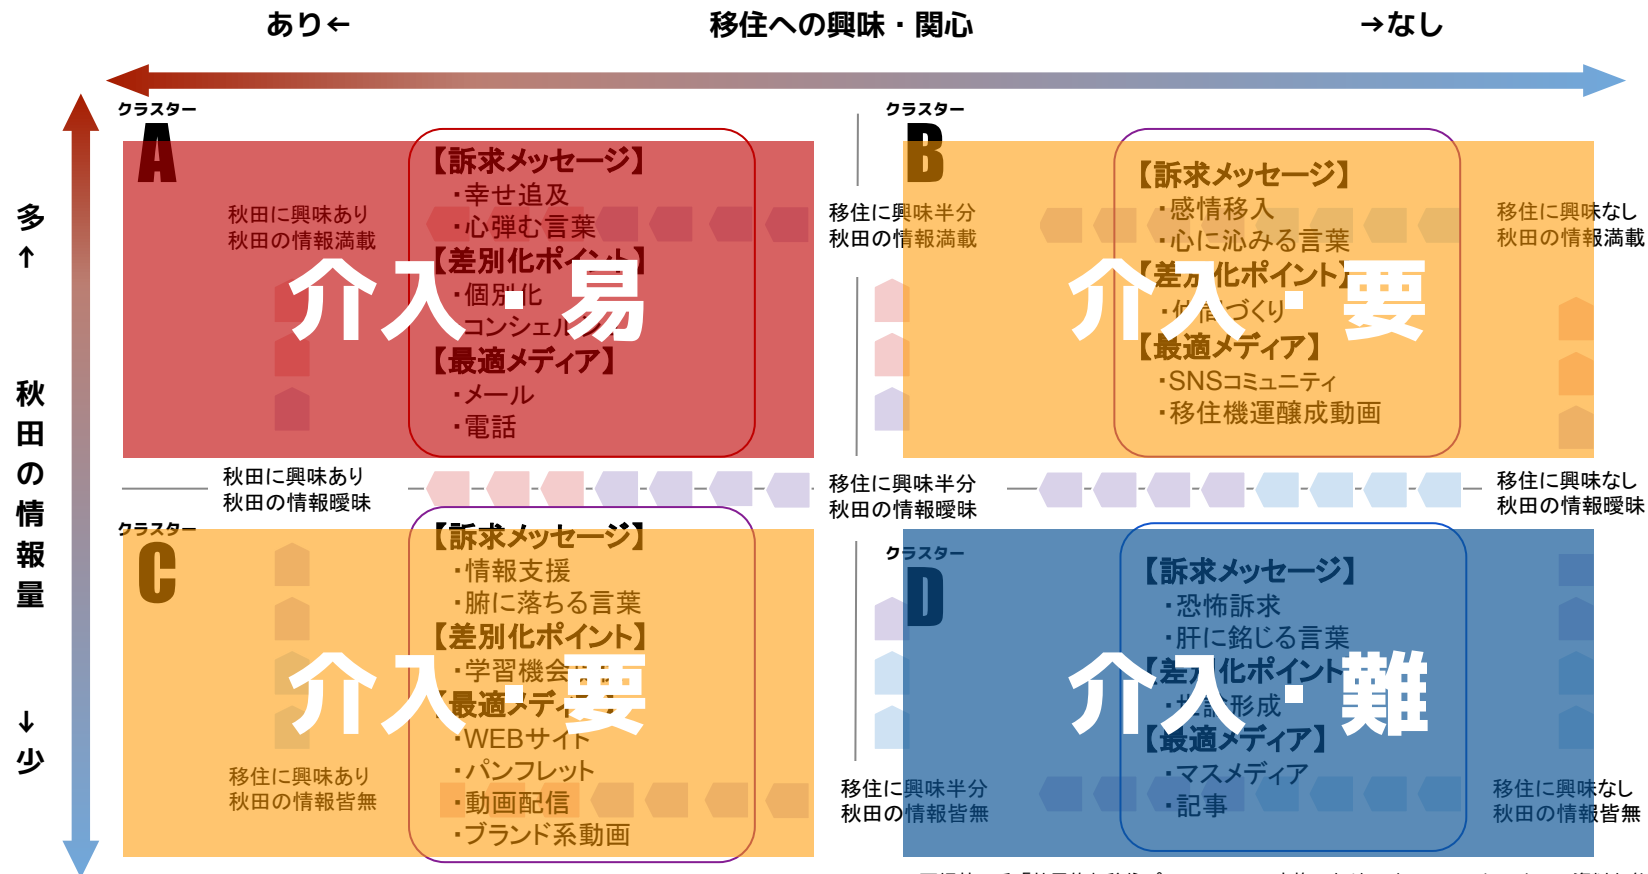 あり←
移住への興味・関心
→なし
多
↑
秋田の情報量
↓
少
クラスター
A
秋田に興味あり
秋田の情報満載
【訴求メッセージ】
・幸せ追及
・心弾む言葉
【差別化ポイント】
・個別化
・コンシェルジュ
【最適メディア】
・メール
・電話
介入・易
移住に興味半分
秋田の情報満載
クラスター
B
【訴求メッセージ】
・感情移入
・心に沁みる言葉
【差別化ポイント】
・仲間づくり
【最適メディア】
・SNSコミュニティ
・移住機運醸成動画
介入・要
移住に興味なし
秋田の情報満載
秋田に興味あり
秋田の情報曖昧
移住に興味半分
秋田の情報曖昧
移住に興味なし
秋田の情報曖昧
クラスター
C
【訴求メッセージ】
・情報支援
・腑に落ちる言葉
【差別化ポイント】
・学習機会
【最適メディア】
・WEBサイト
・パンフレット
・動画配信
・ブランド系動画
介入・要
移住に興味あり
秋田の情報皆無
移住に興味半分
秋田の情報皆無
クラスター
D
【訴求メッセージ】
・恐怖訴求
・肝に銘じる言葉
【差別化ポイント】
・世論形成
【最適メディア】
・マスメディア
・記事
介入・難
移住に興味なし
秋田の情報皆無